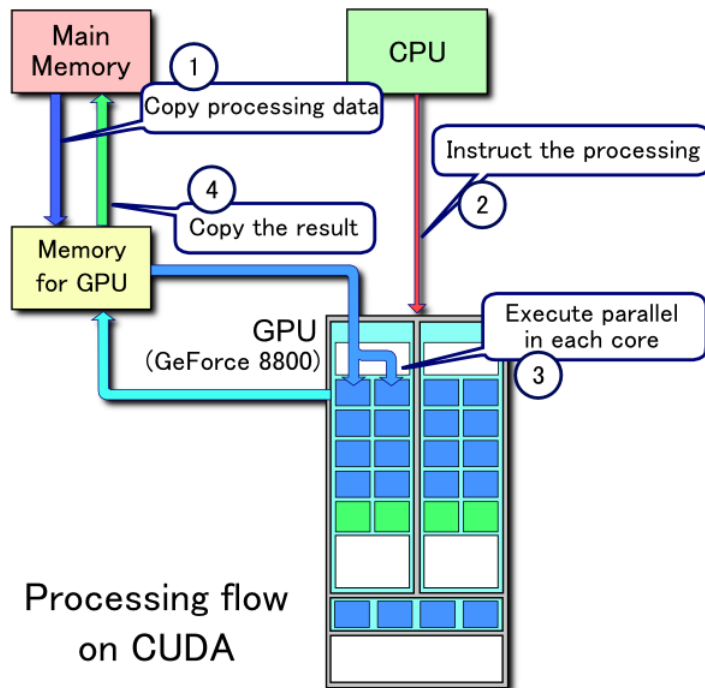 Main
Memory
CPU
1
Copy processing data
Instruct the processing
2
4
Copy the result
Memory
for GPU
GPU
(GeForce 8800)
Execute parallel
in each core
3
Processing flow
on CUDA